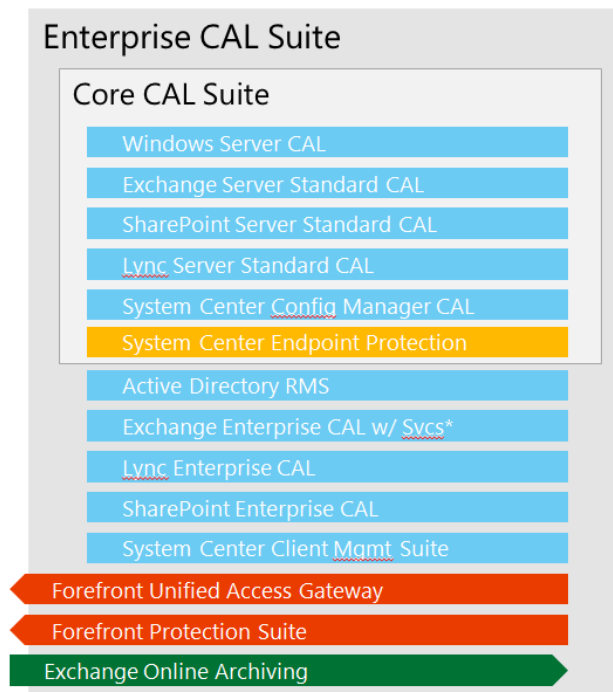 Enterprise CAL Suite
Core CAL Suite
Windows Server CAL
Exchange Server Standard CAL
SharePoint Server Standard CAL
Lync Server Standard CAL
System Center Config Manager CAL
System Center Endpoint Protection
Active Directory RMS
Exchange Enterprise CAL w/ Svcs*
Lync Enterprise CAL
SharePoint Enterprise CAL
System Center Client Mgmt Suite
Forefront Unified Access Gateway
Forefront Protection Suite
Exchange Online Archiving